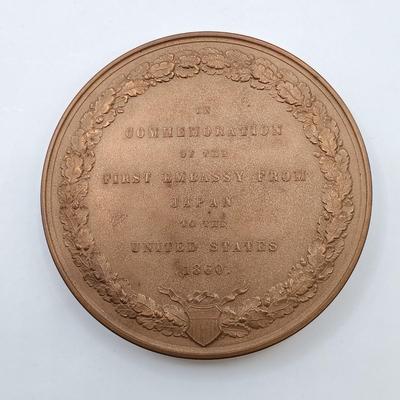 IN
COMMEMORATION
OF THE
FIRST EMBASSY FROM
JAPAN
TO THE
UNITED STATES
1860.